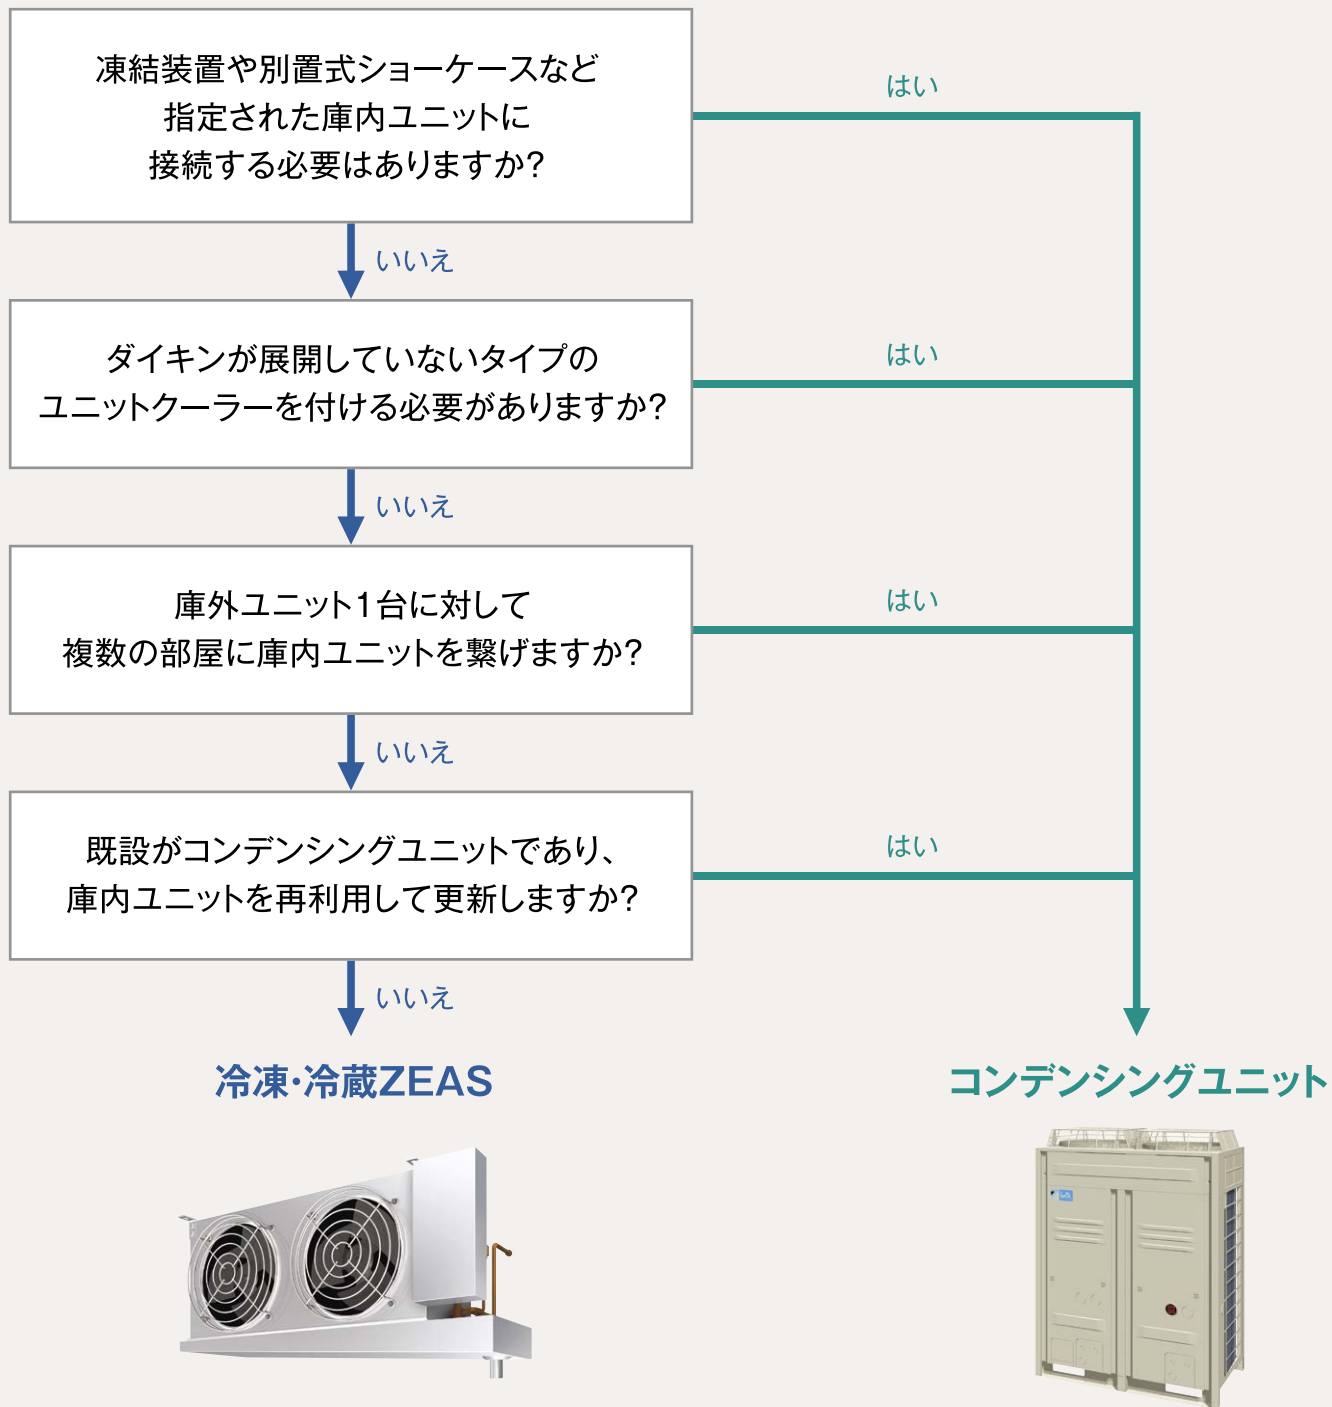 凍結装置や別置式ショーケースなど
指定された庫内ユニットに
接続する必要はありますか？
はい
いいえ
ダイキンが展開していないタイプの
ユニットクーラーを付ける必要がありますか？
はい
いいえ
庫外ユニット1台に対して
複数の部屋に庫内ユニットを繋げますか？
はい
いいえ
既設がコンデンシングユニットであり、
庫内ユニットを再利用して更新しますか？
はい
いいえ
冷凍・冷蔵ZEAS
コンデンシングユニット